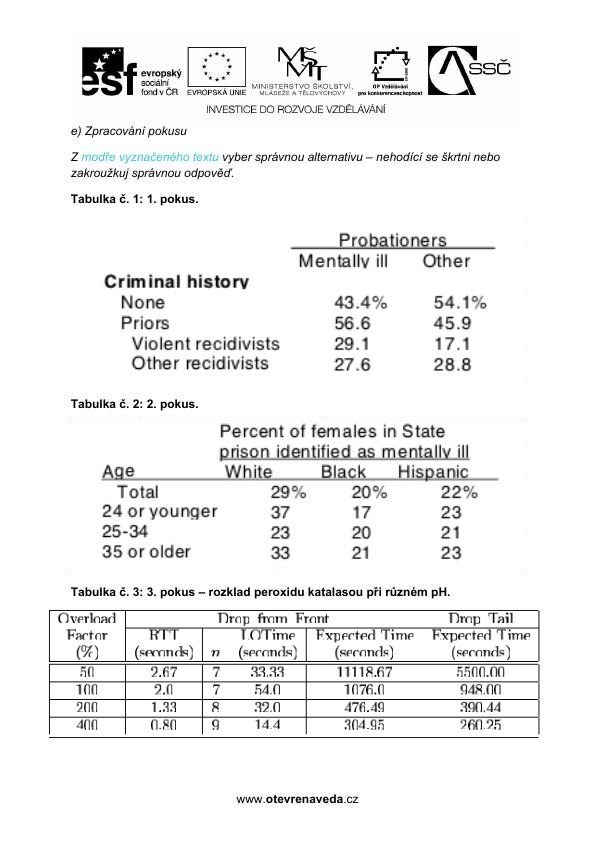 esf evropský sociální fond v ČR
EVROPSKÁ UNIE
MINISTERSTVO ŠKOLSTVÍ,
MLÁDEŽE A TĚLOVÝCHOVY
OP Vzdělávání
pro konkurenceschopnost
ASSČ
INVESTICE DO ROZVOJE VZDĚLÁVÁNÍ
e) Zpracování pokusu
Z modře vyznačeného textu vyber správnou alternativu – nehodící se škrtni nebo
zakroužkuj správnou odpověď.
Tabulka č. 1: 1. pokus.
Probationers
Mentally ill Other
Criminal history
None 43.4% 54.1%
Priors 56.6 45.9
Violent recidivists 29.1 17.1
Other recidivists 27.6 28.8
Tabulka č. 2: 2. pokus.
Percent of females in State
prison identified as mentally ill
Age White Black Hispanic
Total 29% 20% 22%
24 or younger 37 17 23
25-34 23 20 21
35 or older 33 21 23
Tabulka č. 3: 3. pokus – rozklad peroxidu katalasou při různém pH.
Overload Drop from Front Drop Tail
Factor RTT LOTime Expected Time Expected Time
(%) (seconds) n (seconds) (seconds) (seconds)
50 2.67 7 33.33 11118.67 5500.00
100 2.0 7 54.0 1076.0 948.00
200 1.33 8 32.0 476.49 390.44
400 0.80 9 14.4 304.95 260.25
www.otevrenaveda.cz